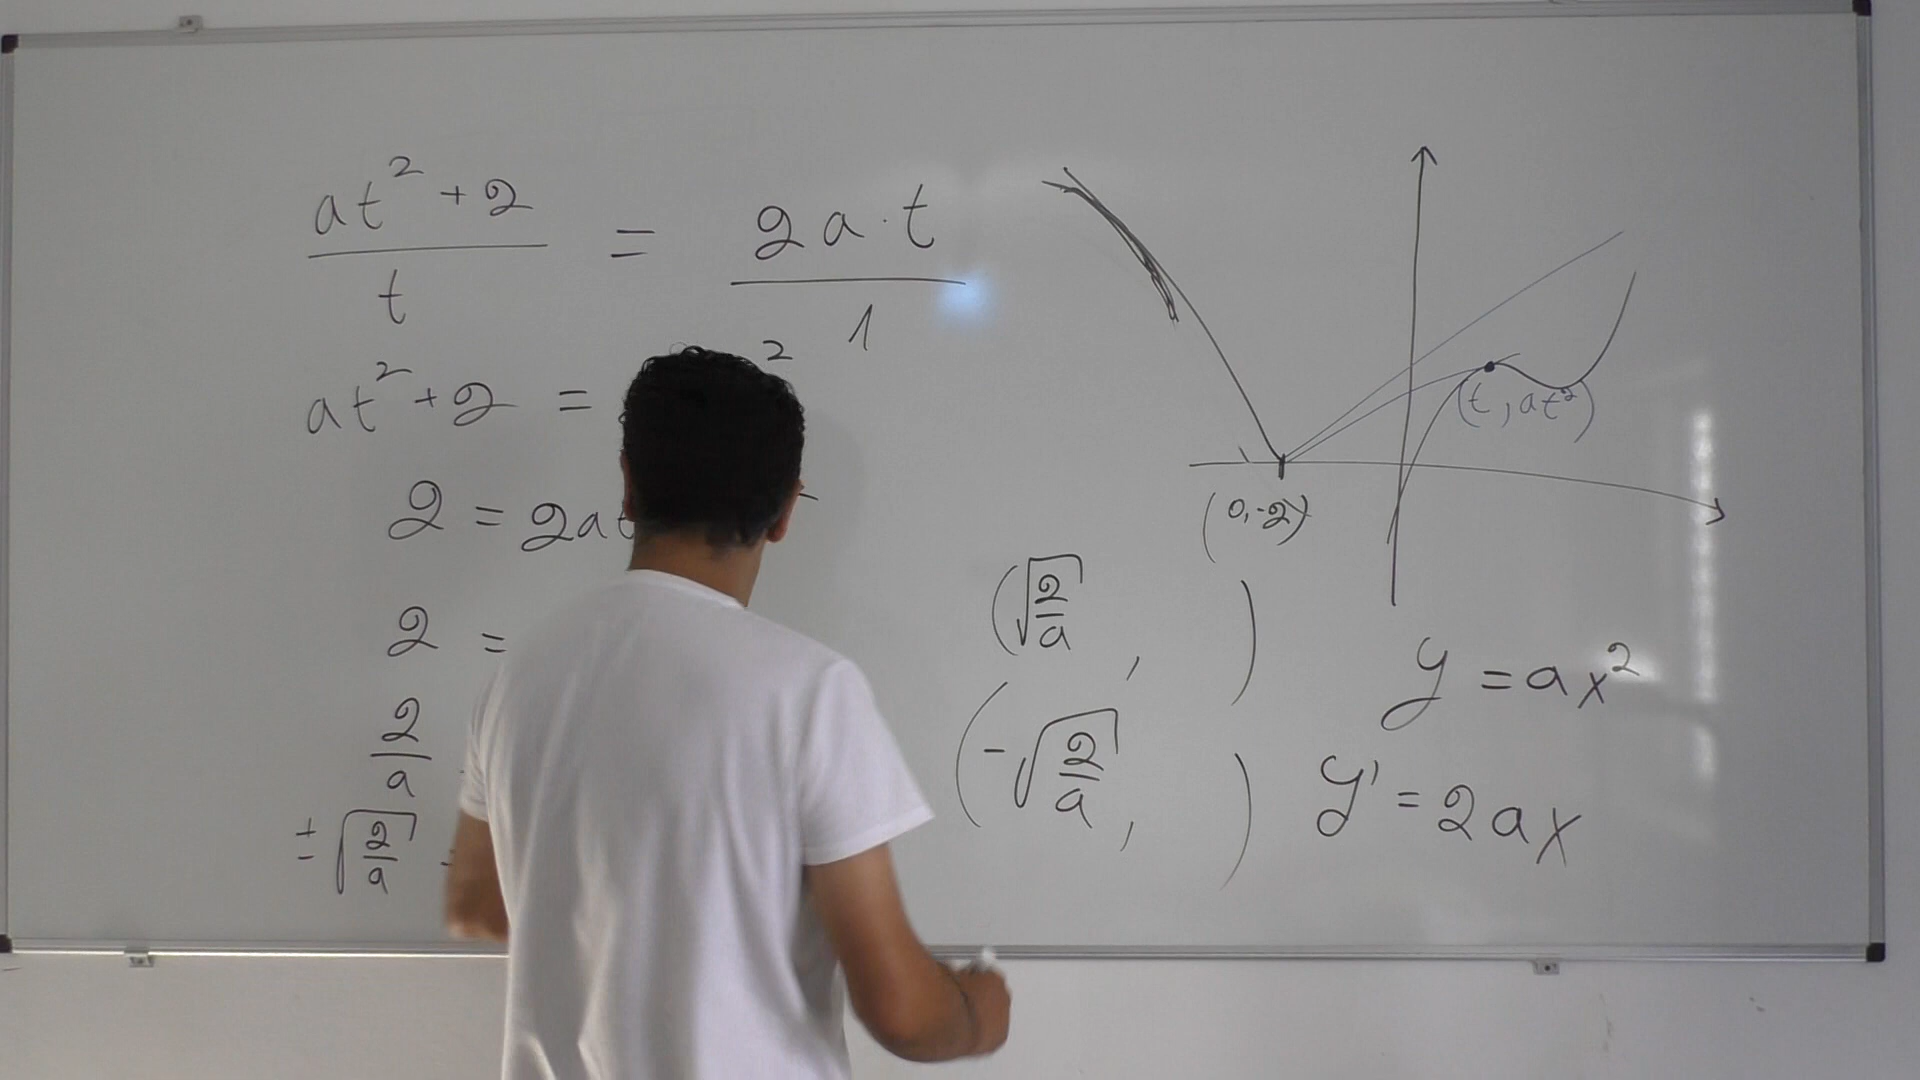 at² + 2 / t = 2a·t / 1
at² + 2 =
2 = 2at
2 =
2/a
± √(2/a)
(t, at²)
(0, -2)
(√(2/a), )
(-√(2/a), )
y = ax²
y' = 2ax